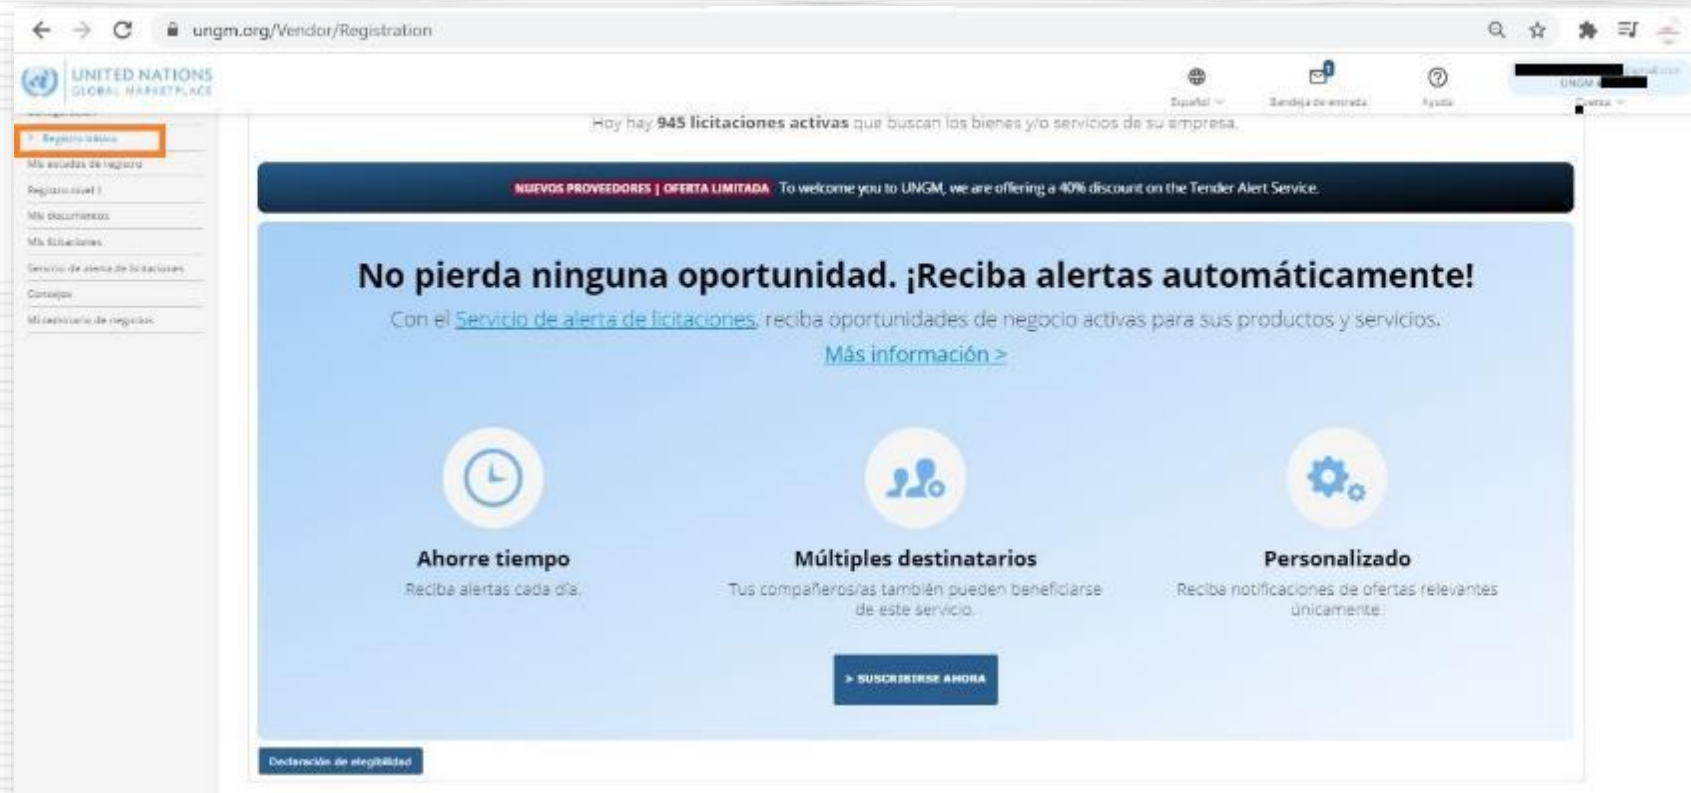 ungm.org/Vendor/Registration
UNITED NATIONS
GLOBAL MARKETPLACE
Español
Bandeja de entrada
Ayuda
UNGM
Cuenta
Registro básico
Mis estados de registro
Registro nivel 1
Mis documentos
Mis licitaciones
Servicio de alerta de licitaciones
Consejos
Mi seminario de negocios
Hoy hay 945 licitaciones activas que buscan los bienes y/o servicios de su empresa.
NUEVOS PROVEEDORES | OFERTA LIMITADA To welcome you to UNGM, we are offering a 40% discount on the Tender Alert Service.
No pierda ninguna oportunidad. ¡Reciba alertas automáticamente!
Con el Servicio de alerta de licitaciones, reciba oportunidades de negocio activas para sus productos y servicios.
Más información >
Ahorre tiempo
Reciba alertas cada día.
Múltiples destinatarios
Tus compañeros/as también pueden beneficiarse
de este servicio.
Personalizado
Reciba notificaciones de ofertas relevantes
únicamente
> SUSCRIBIRSE AHORA
Declaración de elegibilidad